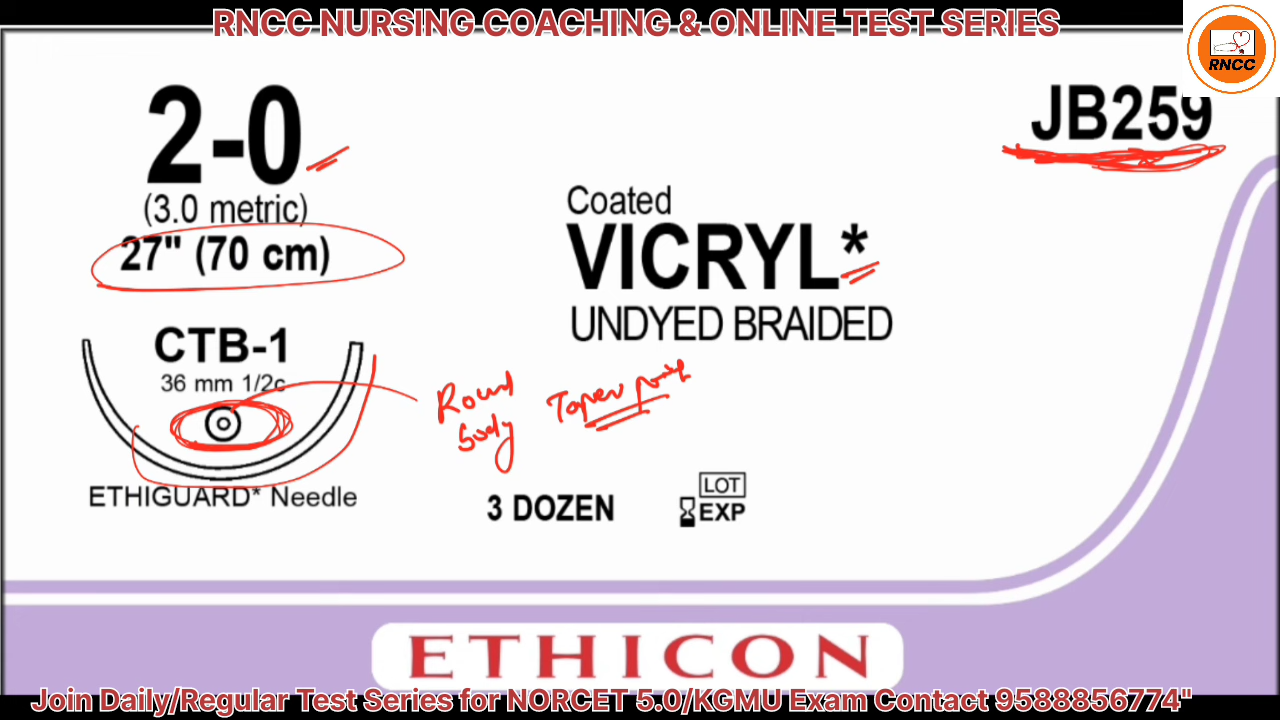 RNCC NURSING COACHING & ONLINE TEST SERIES
RNCC
2-0
(3.0 metric)
27" (70 cm)
JB259
Coated
VICRYL*
UNDYED BRAIDED
CTB-1
36 mm 1/2c
Round body
Taper point
ETHIGUARD* Needle
3 DOZEN
LOT
EXP
ETHICON
Join Daily/Regular Test Series for NORCET 5.0/KGMU Exam Contact 9588856774"